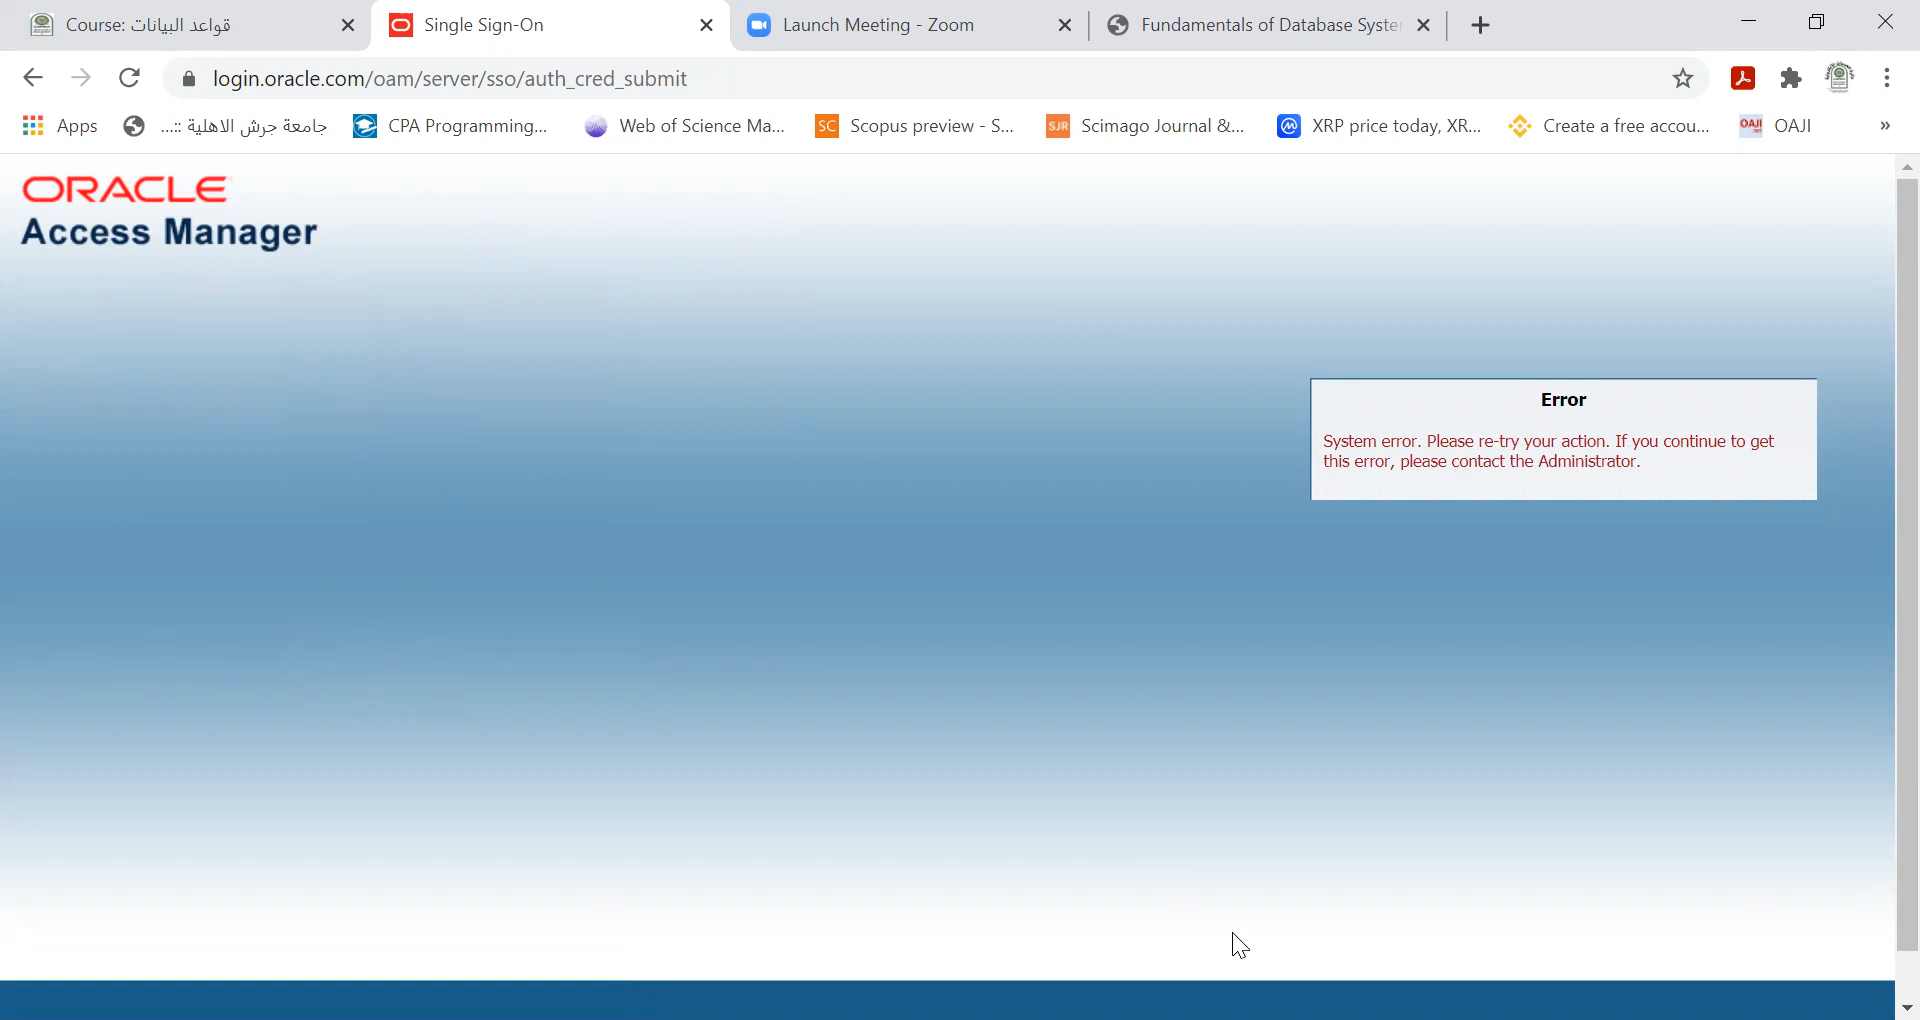 Course: قواعد البيانات
Single Sign-On
Launch Meeting - Zoom
Fundamentals of Database Syste
login.oracle.com/oam/server/sso/auth_cred_submit
Apps
جامعة جرش الاهلية ::...
CPA Programming...
Web of Science Ma...
SC Scopus preview - S...
SJR Scimago Journal &...
XRP price today, XR...
Create a free accou...
OAJI OAJI
»
ORACLE
Access Manager
Error
System error. Please re-try your action. If you continue to get
this error, please contact the Administrator.